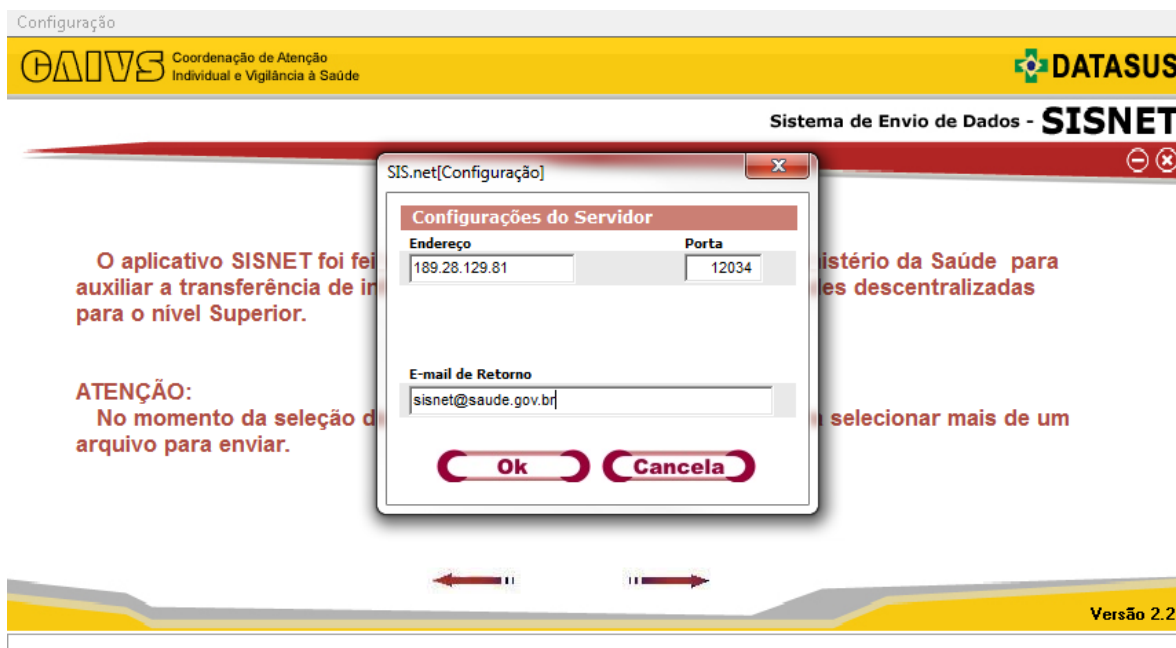 Configuração
CAIVS Coordenação de Atenção
Individual e Vigilância à Saúde
DATASUS
Sistema de Envio de Dados - SISNET
SIS.net[Configuração]
Configurações do Servidor
Endereço Porta
189.28.129.81 12034
E-mail de Retorno
sisnet@saude.gov.br
Ok Cancela
O aplicativo SISNET foi fei
istério da Saúde para
auxiliar a transferência de
es descentralizadas
para o nível Superior.
ATENÇÃO:
No momento da seleção d
selecionar mais de um
arquivo para enviar.
Versão 2.2